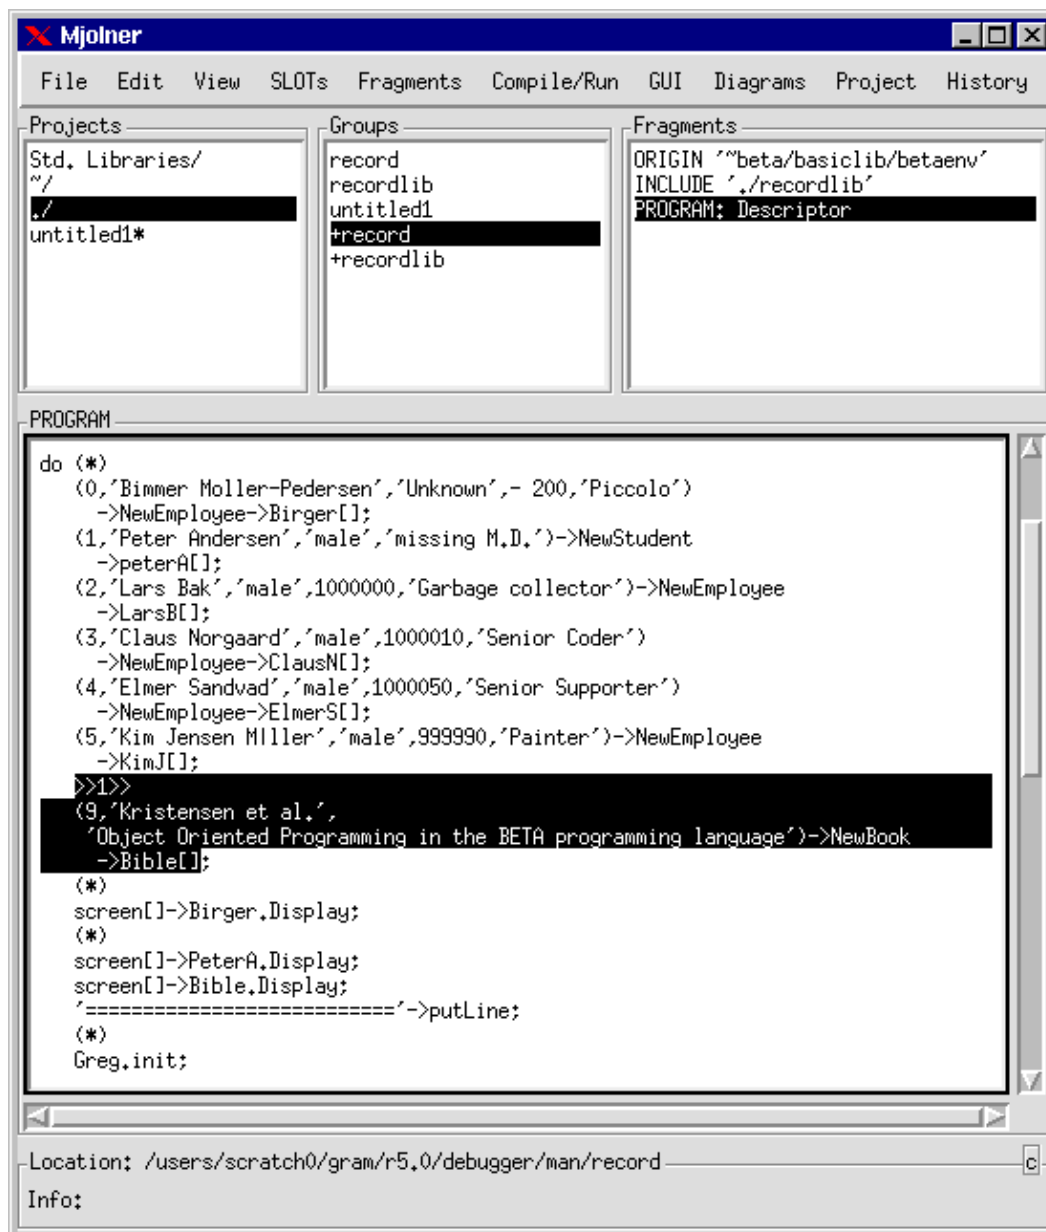 Mjolner
File Edit View SLOTs Fragments Compile/Run GUI Diagrams Project History
Projects
Std. Libraries/
~/
./
untitled1*
Groups
record
recordlib
untitled1
+record
+recordlib
Fragments
ORIGIN '~beta/basiclib/betaenv'
INCLUDE './recordlib'
PROGRAM: Descriptor
PROGRAM
do (*)
(0,'Bimmer Moller-Pedersen','Unknown',- 200,'Piccolo')
->NewEmployee->Birger[];
(1,'Peter Andersen','male','missing M.D.')->NewStudent
->peterA[];
(2,'Lars Bak','male',1000000,'Garbage collector')->NewEmployee
->LarsB[];
(3,'Claus Norgaard','male',1000010,'Senior Coder')
->NewEmployee->ClausN[];
(4,'Elmer Sandvad','male',1000050,'Senior Supporter')
->NewEmployee->ElmerS[];
(5,'Kim Jensen M|ller','male',999990,'Painter')->NewEmployee
->KimJ[];
>>1>>
(9,'Kristensen et al.',
'Object Oriented Programming in the BETA programming language')->NewBook
->Bible[];
(*)
screen[]->Birger.Display;
(*)
screen[]->PeterA.Display;
screen[]->Bible.Display;
'==========================='->putLine;
(*)
Greg.init;
Location: /users/scratch0/gram/r5.0/debugger/man/record
c
Info: